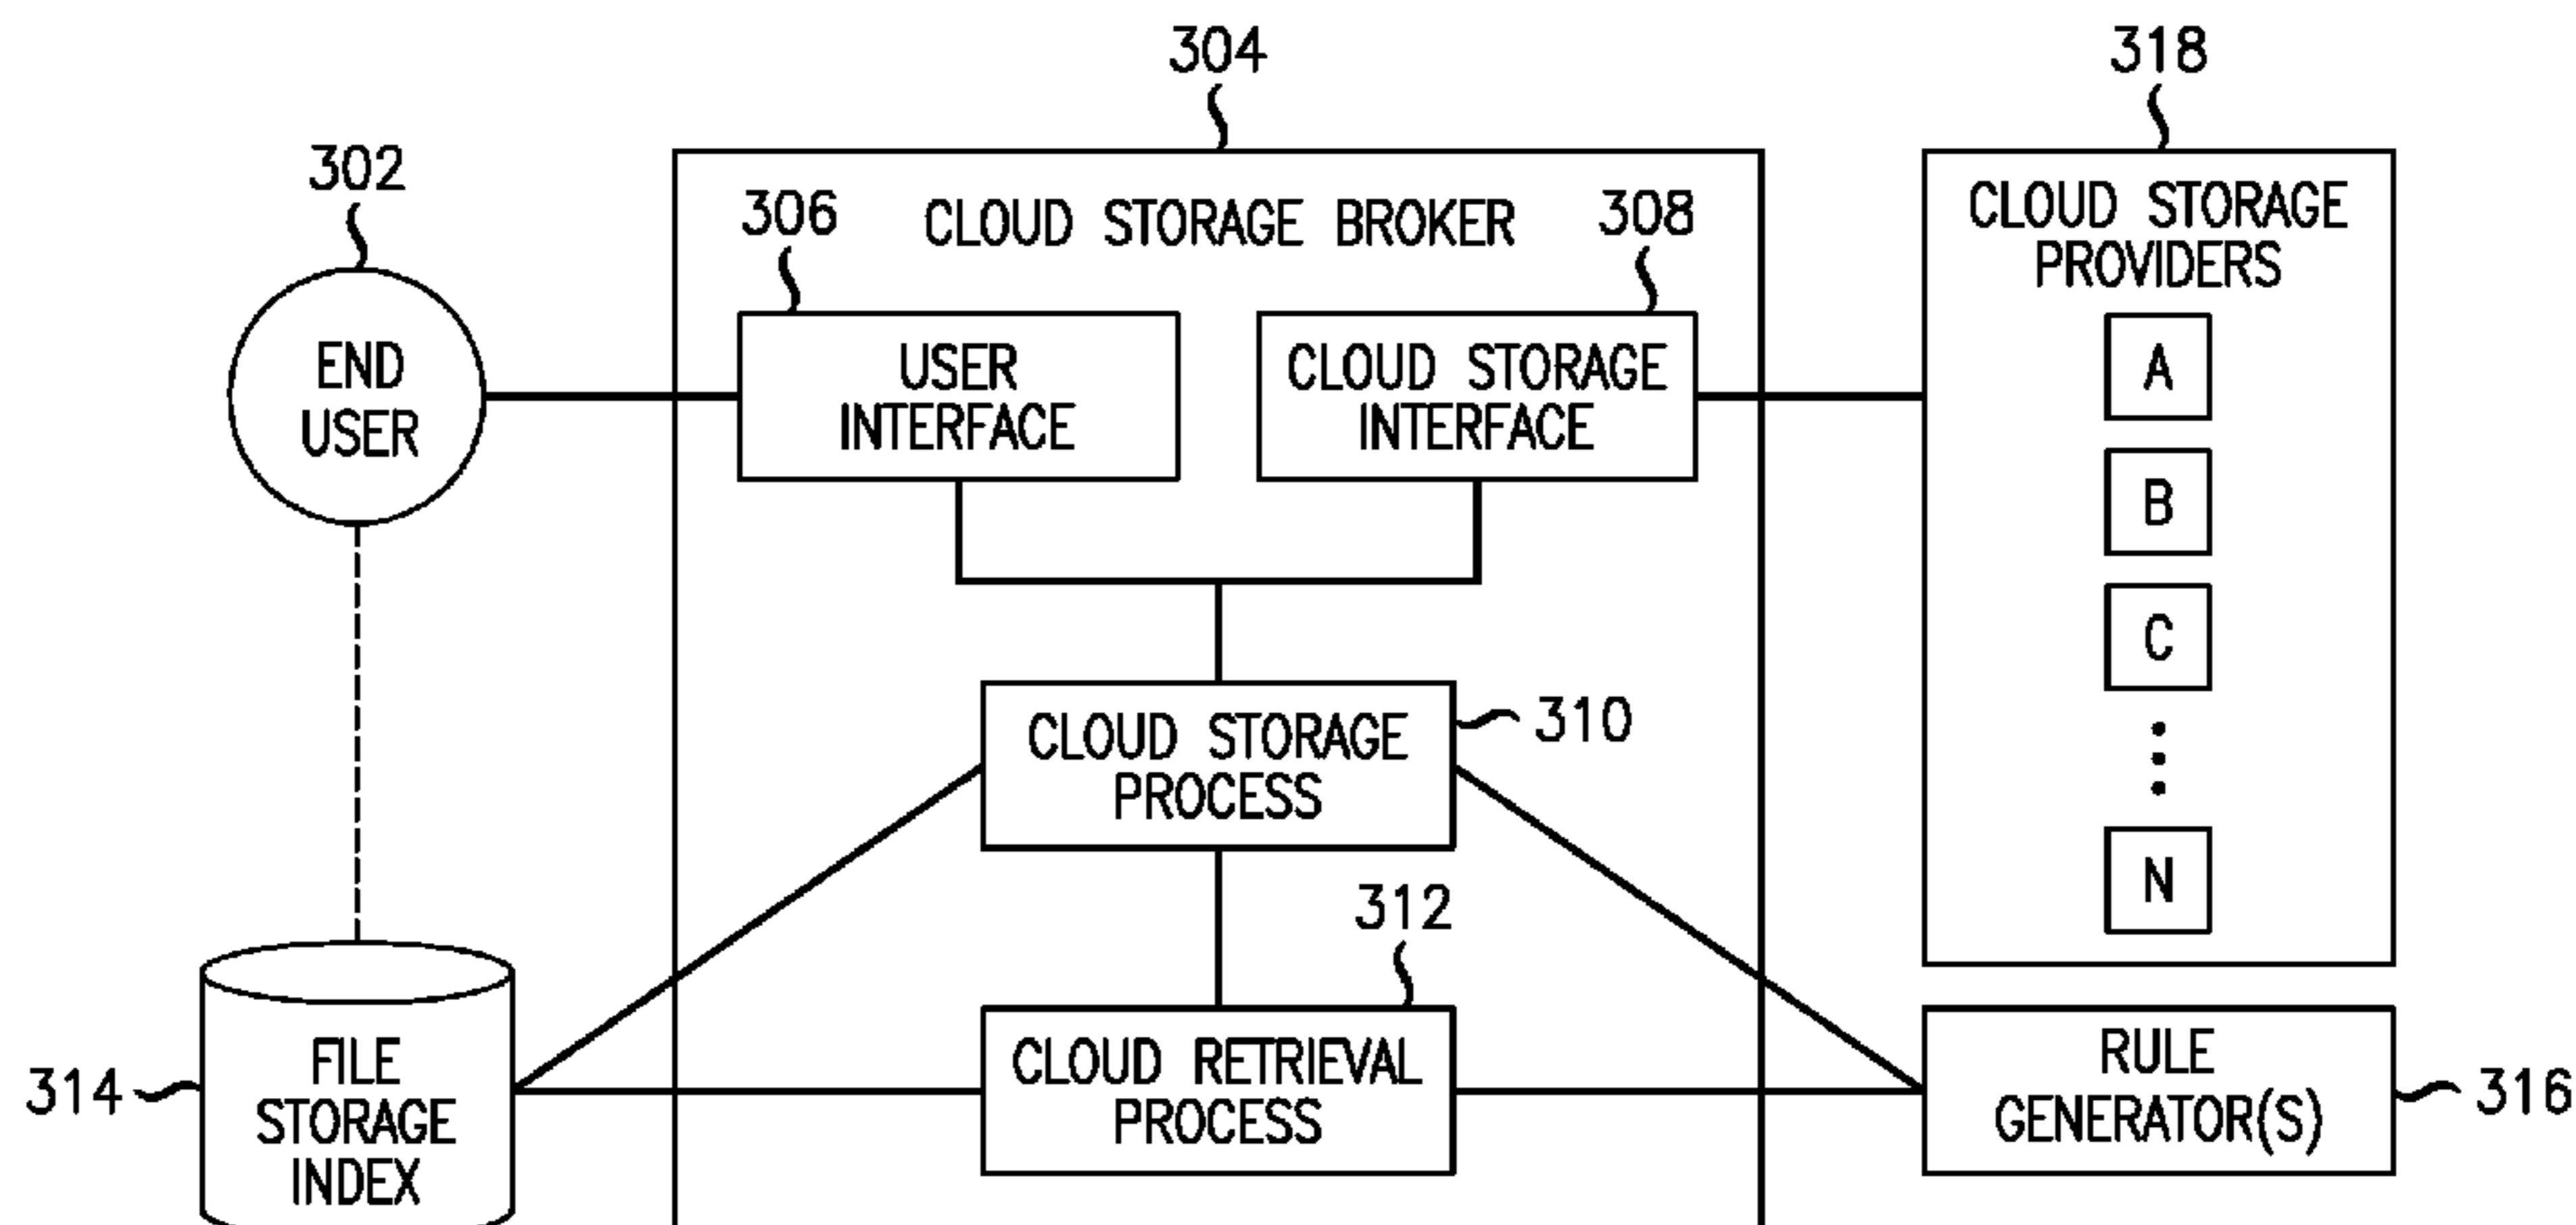 304
318
302
306
CLOUD STORAGE BROKER
308
CLOUD STORAGE
PROVIDERS
END
USER
USER
INTERFACE
CLOUD STORAGE
INTERFACE
A
B
C
N
CLOUD STORAGE
PROCESS
310
312
314
FILE
STORAGE
INDEX
CLOUD RETRIEVAL
PROCESS
RULE
GENERATOR(S)
316